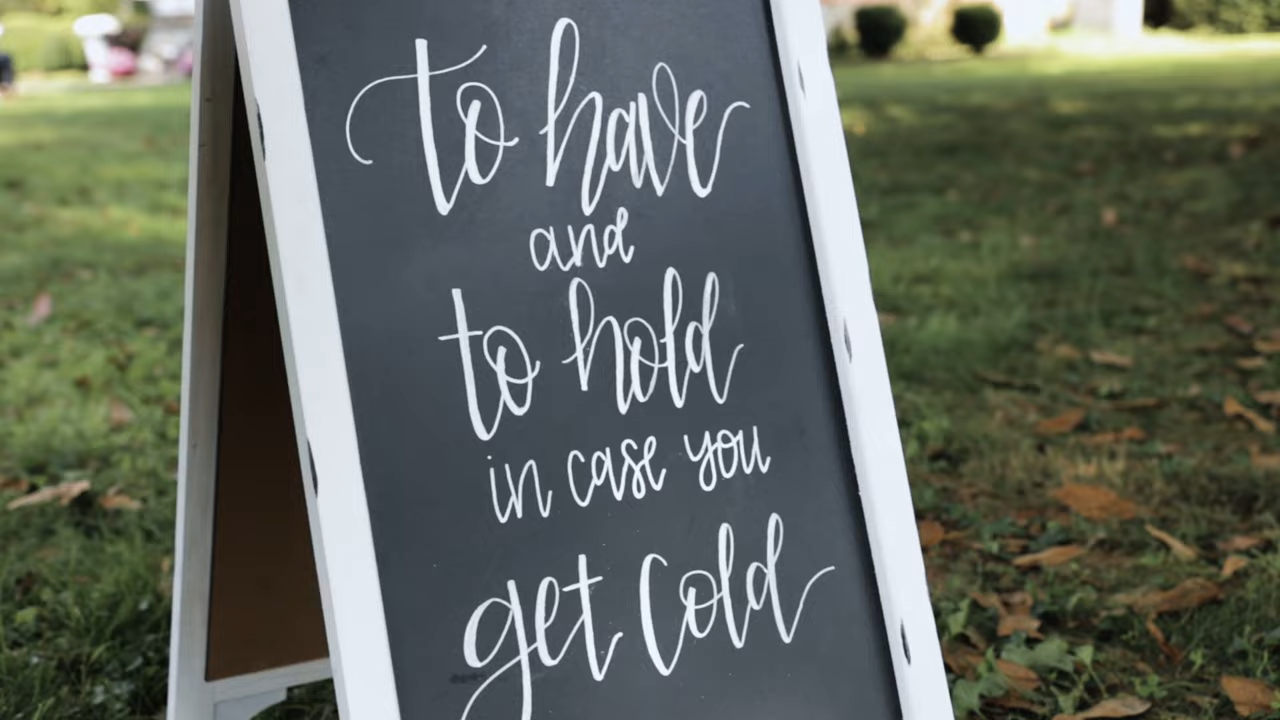 to have
and
to hold
in case you
get cold